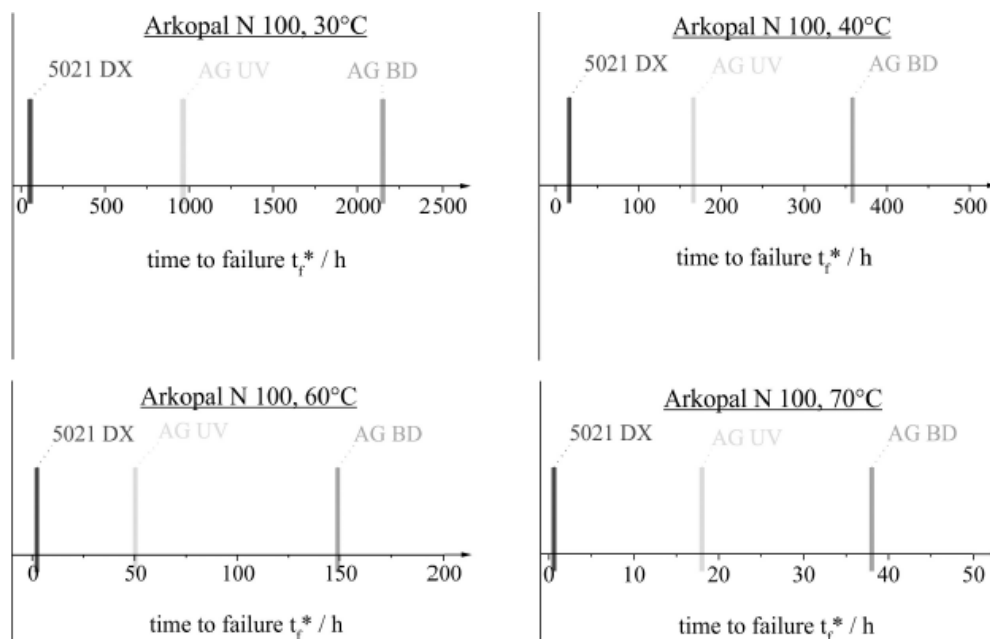 Arkopal N 100, 30°C
5021 DX
AG UV
AG BD
0 500 1000 1500 2000 2500
time to failure t_f* / h
Arkopal N 100, 40°C
5021 DX
AG UV
AG BD
0 100 200 300 400 500
time to failure t_f* / h
Arkopal N 100, 60°C
5021 DX
AG UV
AG BD
0 50 100 150 200
time to failure t_f* / h
Arkopal N 100, 70°C
5021 DX
AG UV
AG BD
0 10 20 30 40 50
time to failure t_f* / h